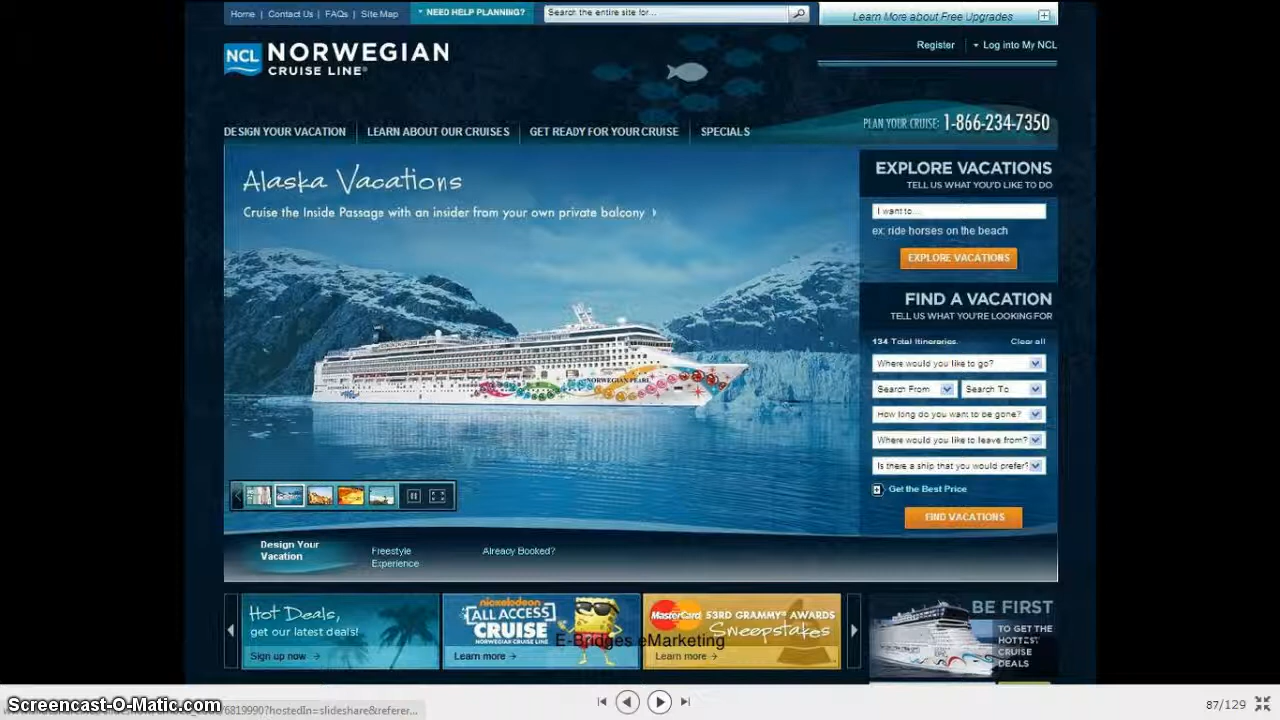 Home | Contact Us | FAQs | Site Map
NEED HELP PLANNING?
Search the entire site for...
Learn More about Free Upgrades
Register
Log into My NCL
NCL NORWEGIAN
CRUISE LINE®
DESIGN YOUR VACATION
LEARN ABOUT OUR CRUISES
GET READY FOR YOUR CRUISE
SPECIALS
PLAN YOUR CRUISE: 1-866-234-7350
Alaska Vacations
Cruise the Inside Passage with an insider from your own private balcony
NORWEGIAN PEARL
EXPLORE VACATIONS
TELL US WHAT YOU'D LIKE TO DO
I want to...
ex: ride horses on the beach
EXPLORE VACATIONS
FIND A VACATION
TELL US WHAT YOU'RE LOOKING FOR
134 Total Itineraries
Clear all
Where would you like to go?
Search From
Search To
How long do you want to be gone?
Where would you like to leave from?
Is there a ship that you would prefer?
Get the Best Price
FIND VACATIONS
Design Your
Vacation
Freestyle
Experience
Already Booked?
Hot Deals,
get our latest deals!
Sign up now
nickelodeon
ALL ACCESS
CRUISE
NORWEGIAN CRUISE LINE
Learn more
MasterCard 53RD GRAMMY® AWARDS
Sweepstakes
Learn more
BE FIRST
TO GET THE
HOTTEST
CRUISE
DEALS
E-Bridges eMarketing
Screencast-O-Matic.com
6819990?hostedIn=slideshare&referer...
87/129